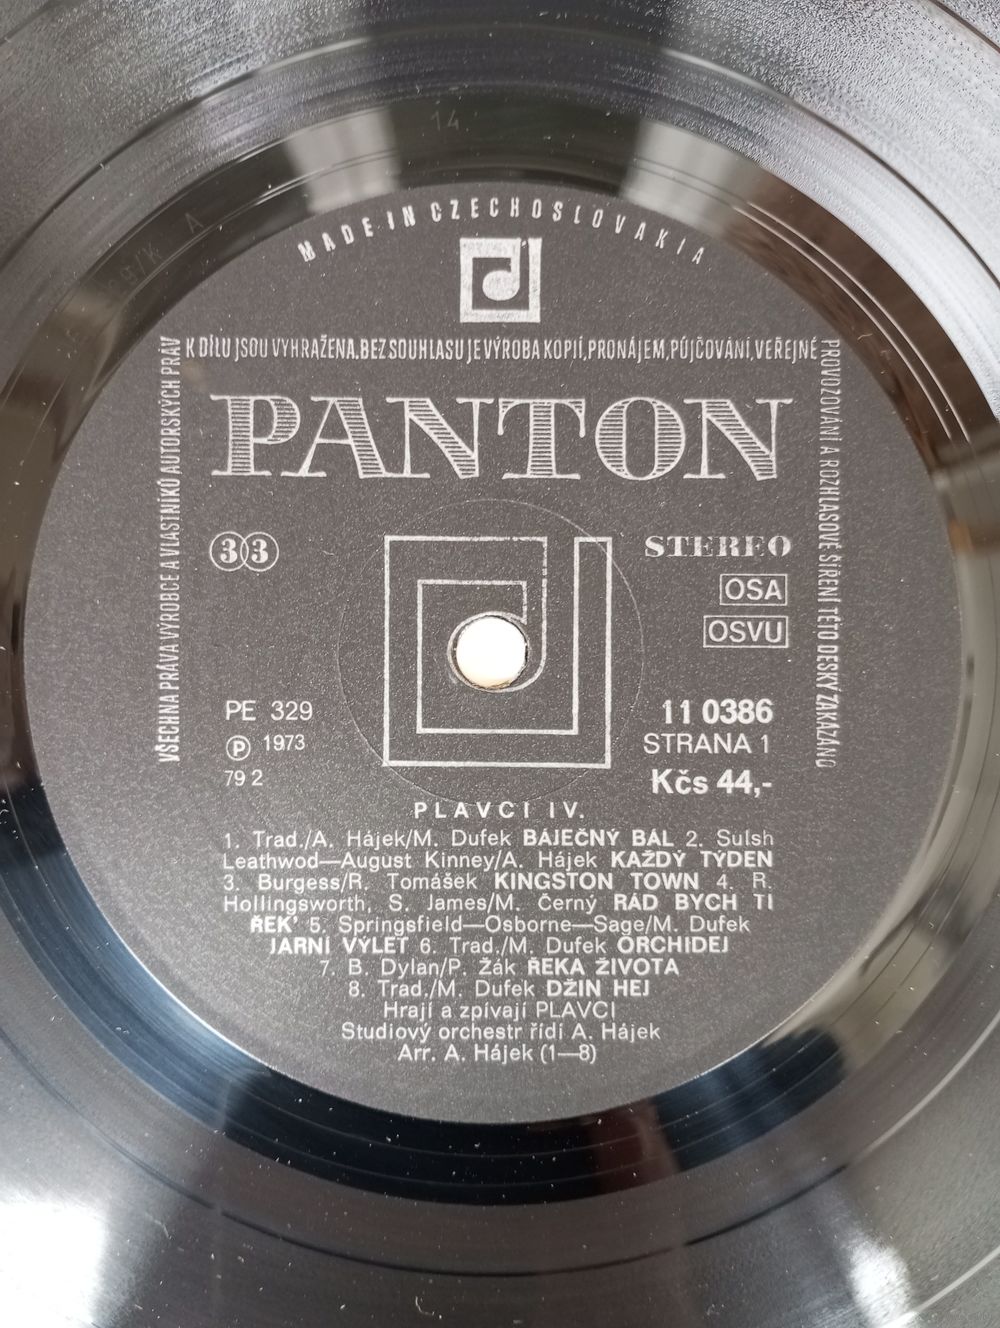 MADE IN CZECHOSLOVAKIA
VŠECHNA PRÁVA VÝROBCE A VLASTNÍKŮ AUTORSKÝCH PRÁV
K DÍLU JSOU VYHRAŽENA. BEZ SOUHLASU JE VÝROBA KOPIÍ, PRONÁJEM, PŮJČOVÁNÍ, VEŘEJNÉ
PROVOZOVÁNÍ A ROZHLASOVÉ ŠÍŘENÍ TÉTO DESKY ZAKÁZÁNO
PANTON
33 STEREO
OSA
OSVU
PE 329 11 0386
Ⓟ 1973 STRANA 1
79 2 Kčs 44,-
PLAVCI IV.
1. Trad./A. Hájek/M. Dufek BÁJEČNÝ BÁL 2. Sulsh
Leathwod—August Kinney/A. Hájek KAŽDÝ TÝDEN
3. Burgess/R. Tomášek KINGSTON TOWN 4. R.
Hollingsworth, S. James/M. Černý RÁD BYCH TI
ŘEK' 5. Springsfield—Osborne—Sage/M. Dufek
JARNÍ VÝLET 6. Trad./M. Dufek ORCHIDEJ
7. B. Dylan/P. Žák ŘEKA ŽIVOTA
8. Trad./M. Dufek DŽIN HEJ
Hrají a zpívají PLAVCI
Studiový orchestr řídí A. Hájek
Arr. A. Hájek (1—8)
14
A